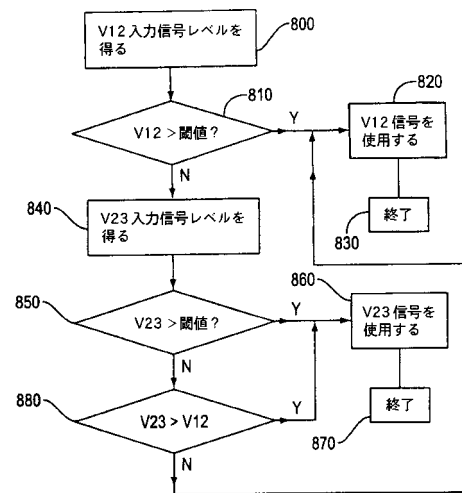 V12入力信号レベルを
得る
800
810
V12 > 閾値?
Y
820
V12 信号を
使用する
N
840
V23 入力信号レベルを
得る
830
終了
860
850
V23 > 閾値?
Y
V23 信号を
使用する
N
880
V23 > V12
Y
終了
870
N